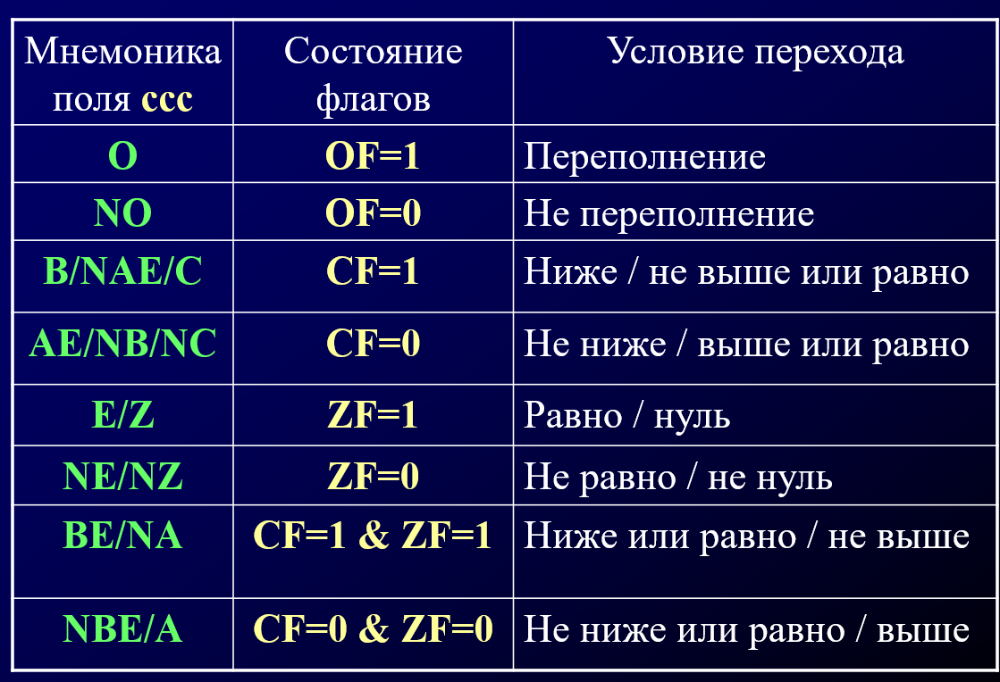 Мнемоника поля ccc
Состояние флагов
Условие перехода
O
OF=1
Переполнение
NO
OF=0
Не переполнение
B/NAE/C
CF=1
Ниже / не выше или равно
AE/NB/NC
CF=0
Не ниже / выше или равно
E/Z
ZF=1
Равно / нуль
NE/NZ
ZF=0
Не равно / не нуль
BE/NA
CF=1 & ZF=1
Ниже или равно / не выше
NBE/A
CF=0 & ZF=0
Не ниже или равно / выше